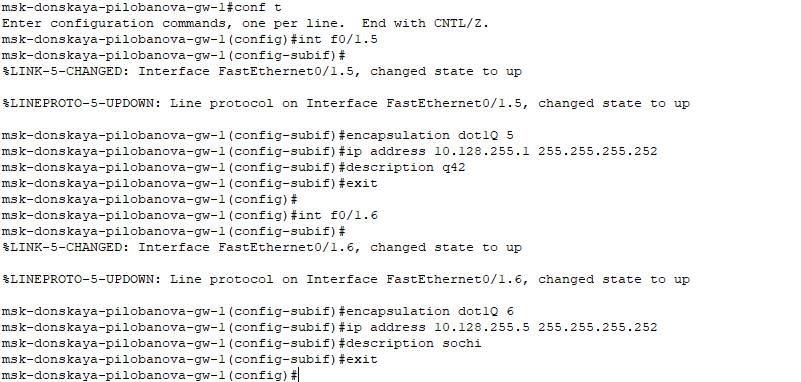 msk-donskaya-pilobanova-gw-1#conf t
Enter configuration commands, one per line.  End with CNTL/Z.
msk-donskaya-pilobanova-gw-1(config)#int f0/1.5
msk-donskaya-pilobanova-gw-1(config-subif)#
%LINK-5-CHANGED: Interface FastEthernet0/1.5, changed state to up
%LINEPROTO-5-UPDOWN: Line protocol on Interface FastEthernet0/1.5, changed state to up
msk-donskaya-pilobanova-gw-1(config-subif)#encapsulation dot1Q 5
msk-donskaya-pilobanova-gw-1(config-subif)#ip address 10.128.255.1 255.255.255.252
msk-donskaya-pilobanova-gw-1(config-subif)#description q42
msk-donskaya-pilobanova-gw-1(config-subif)#exit
msk-donskaya-pilobanova-gw-1(config)#
msk-donskaya-pilobanova-gw-1(config)#int f0/1.6
msk-donskaya-pilobanova-gw-1(config-subif)#
%LINK-5-CHANGED: Interface FastEthernet0/1.6, changed state to up
%LINEPROTO-5-UPDOWN: Line protocol on Interface FastEthernet0/1.6, changed state to up
msk-donskaya-pilobanova-gw-1(config-subif)#encapsulation dot1Q 6
msk-donskaya-pilobanova-gw-1(config-subif)#ip address 10.128.255.5 255.255.255.252
msk-donskaya-pilobanova-gw-1(config-subif)#description sochi
msk-donskaya-pilobanova-gw-1(config-subif)#exit
msk-donskaya-pilobanova-gw-1(config)#